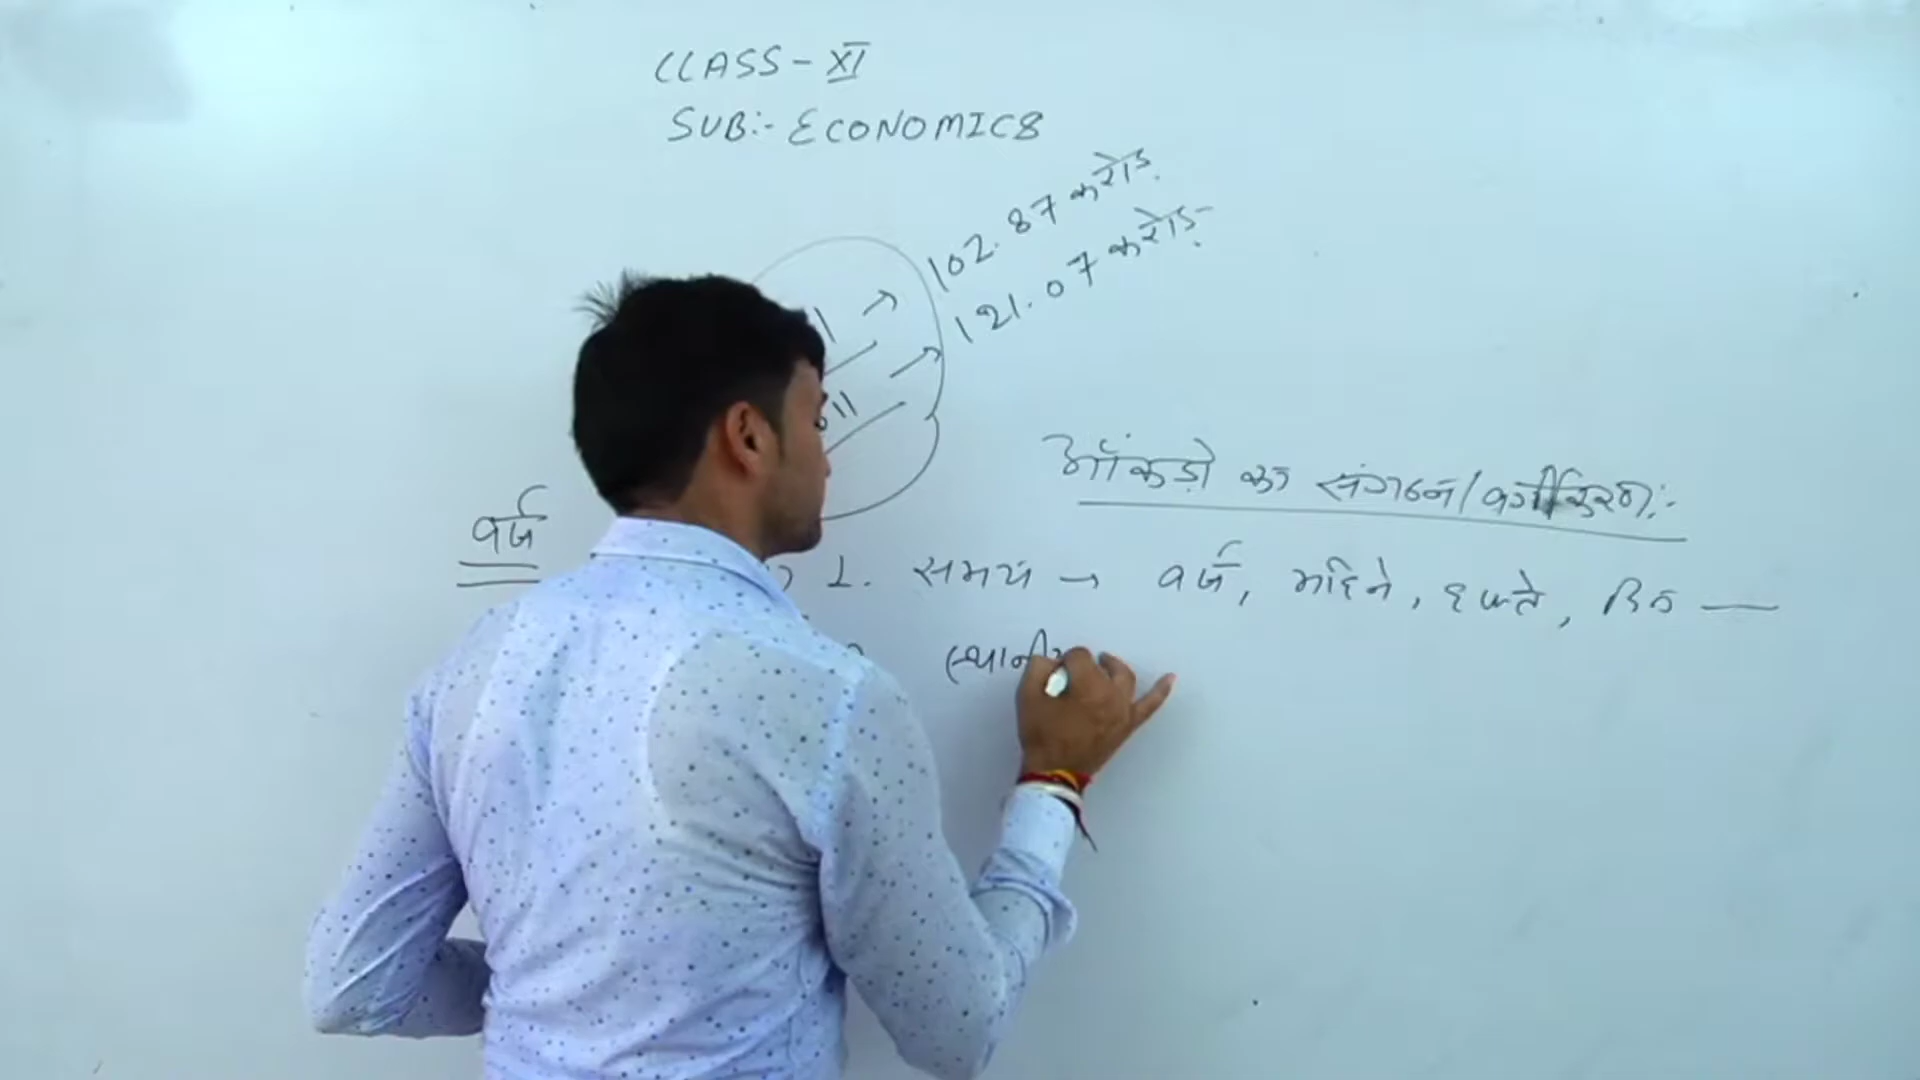 CLASS - XI
SUB:- ECONOMICS
→ 102.87 करोड़
→ 121.07 करोड़
आँकड़ो का संगठन/वर्गीकरण:-
वर्ष
1. समय → वर्ष, महिने, हफ्ते, दिन —
स्थानीय